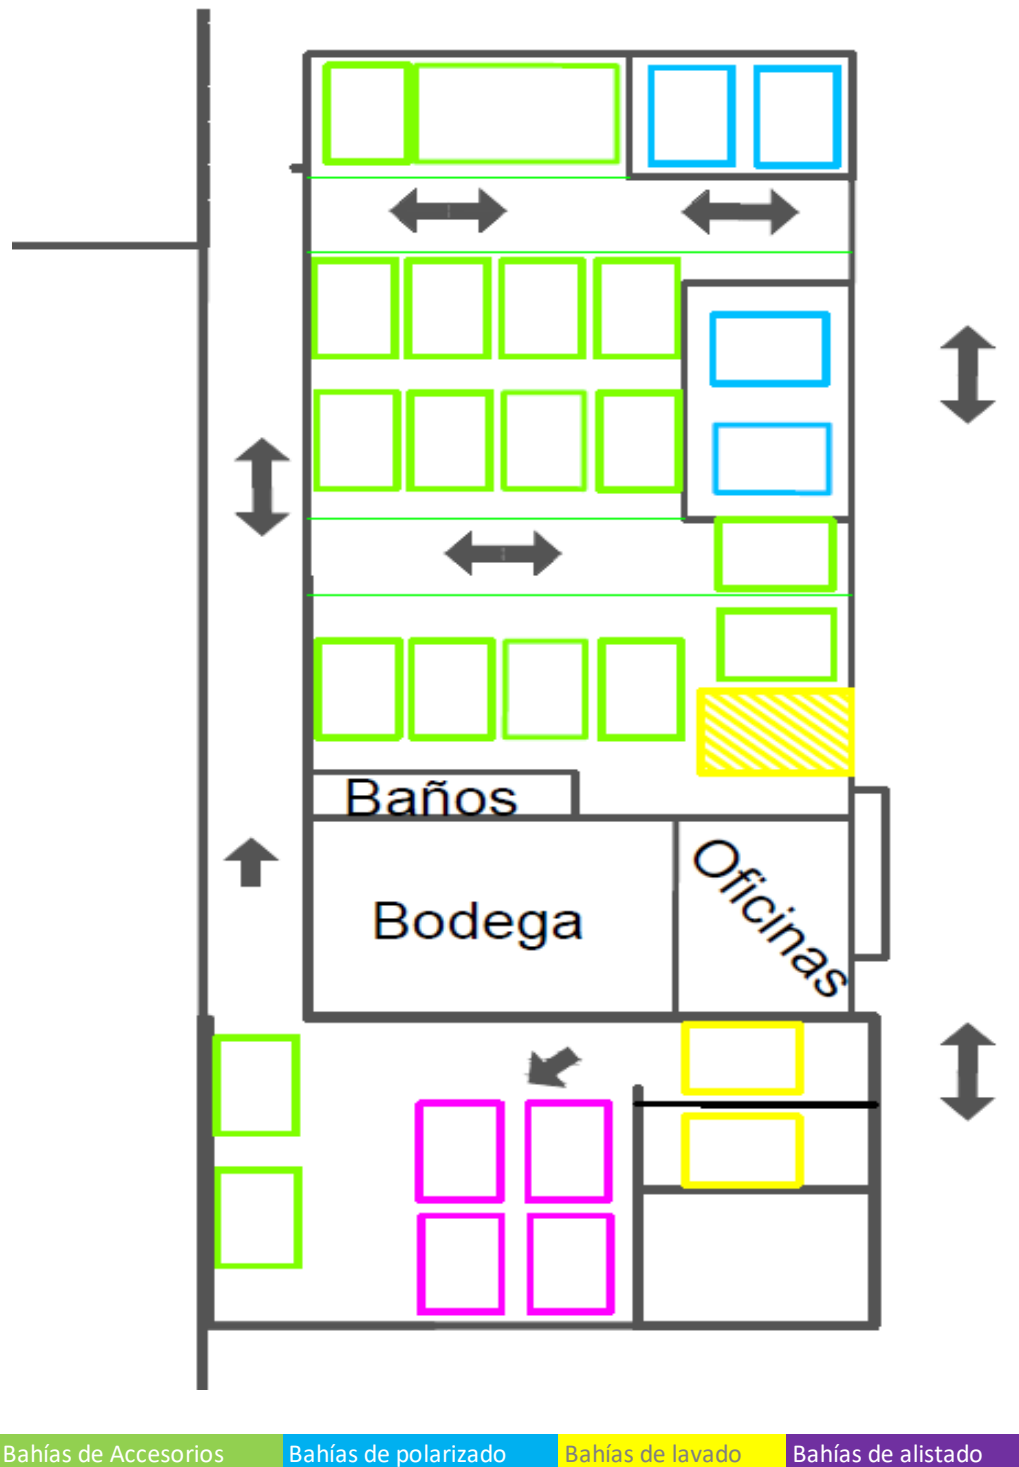 Baños
Bodega
Oficinas
Bahías de Accesorios
Bahías de polarizado
Bahías de lavado
Bahías de alistado